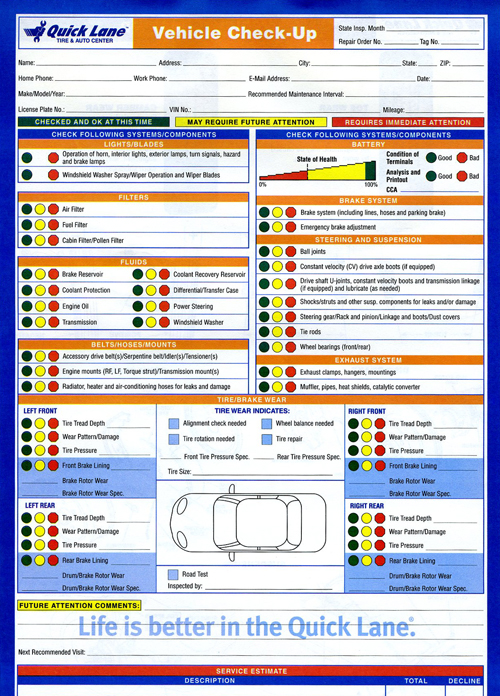 Quick Lane®
TIRE & AUTO CENTER
Vehicle Check-Up
State Insp. Month
Repair Order No. Tag No.
Name: Address: City: State: ZIP:
Home Phone: Work Phone: E-Mail Address: Date:
Make/Model/Year: Recommended Maintenance Interval:
License Plate No.: VIN No.: Mileage:
CHECKED AND OK AT THIS TIME MAY REQUIRE FUTURE ATTENTION REQUIRES IMMEDIATE ATTENTION
CHECK FOLLOWING SYSTEMS/COMPONENTS
LIGHTS/BLADES
Operation of horn, interior lights, exterior lamps, turn signals, hazard
and brake lamps
Windshield Washer Spray/Wiper Operation and Wiper Blades
FILTERS
Air Filter
Fuel Filter
Cabin Filter/Pollen Filter
FLUIDS
Brake Reservoir Coolant Recovery Reservoir
Coolant Protection Differential/Transfer Case
Engine Oil Power Steering
Transmission Windshield Washer
BELTS/HOSES/MOUNTS
Accessory drive belt(s)/Serpentine belt/Idler(s)/Tensioner(s)
Engine mounts (RF, LF, Torque strut)/Transmission mount(s)
Radiator, heater and air-conditioning hoses for leaks and damage
CHECK FOLLOWING SYSTEMS/COMPONENTS
BATTERY
State of Health
0% 100%
Condition of
Terminals
Good Bad
Analysis and
Printout
Good Bad
CCA
BRAKE SYSTEM
Brake system (including lines, hoses and parking brake)
Emergency brake adjustment
STEERING AND SUSPENSION
Ball joints
Constant velocity (CV) drive axle boots (if equipped)
Drive shaft U-joints, constant velocity boots and transmission linkage
(if equipped) and lubricate (as needed)
Shocks/struts and other susp. components for leaks and/or damage
Steering gear/Rack and pinion/Linkage and boots/Dust covers
Tie rods
Wheel bearings (front/rear)
EXHAUST SYSTEM
Exhaust clamps, hangers, mountings
Muffler, pipes, heat shields, catalytic converter
TIRE/BRAKE WEAR
LEFT FRONT
Tire Tread Depth
Wear Pattern/Damage
Tire Pressure
Front Brake Lining
Brake Rotor Wear
Brake Rotor Wear Spec.
LEFT REAR
Tire Tread Depth
Wear Pattern/Damage
Tire Pressure
Rear Brake Lining
Drum/Brake Rotor Wear
Drum/Brake Rotor Wear Spec.
TIRE WEAR INDICATES:
Alignment check needed Wheel balance needed
Tire rotation needed Tire repair
Front Tire Pressure Spec. Rear Tire Pressure Spec.
Tire Size:
Road Test
Inspected by:
RIGHT FRONT
Tire Tread Depth
Wear Pattern/Damage
Tire Pressure
Front Brake Lining
Brake Rotor Wear
Brake Rotor Wear Spec.
RIGHT REAR
Tire Tread Depth
Wear Pattern/Damage
Tire Pressure
Rear Brake Lining
Drum/Brake Rotor Wear
Drum/Brake Rotor Wear Spec.
FUTURE ATTENTION COMMENTS:
Life is better in the Quick Lane.®
Next Recommended Visit:
SERVICE ESTIMATE
DESCRIPTION TOTAL DECLINE